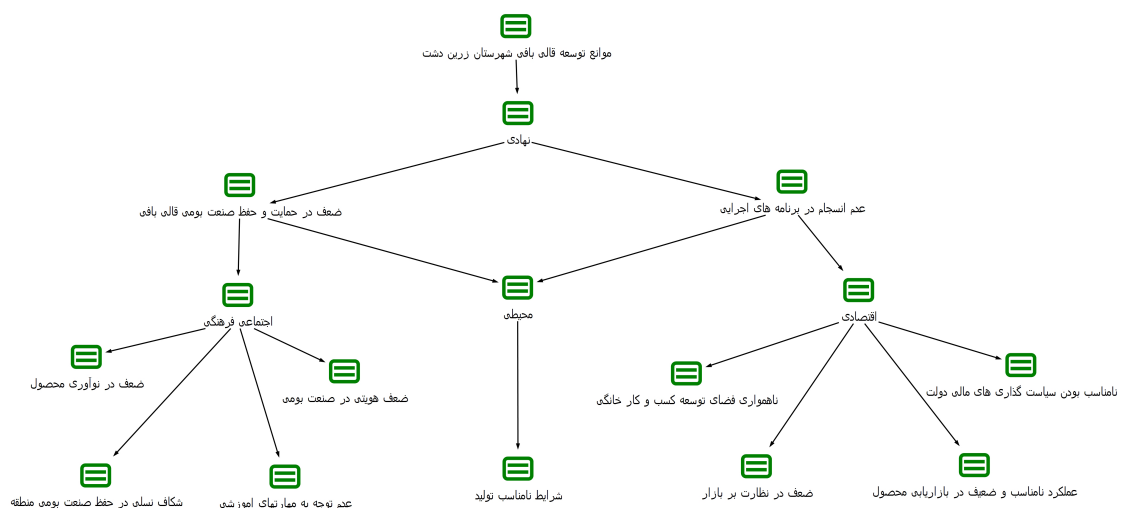 موانع توسعه قالی بافی شهرستان زرین دشت
نهادی
عدم انسجام در برنامه های اجرایی
ضعف در حمایت و حفظ صنعت بومی قالی بافی
اقتصادی
محیطی
اجتماعی فرهنگی
نامناسب بودن سیاست گذاری های مالی دولت
ناهمواری فضای توسعه کسب و کار خانگی
ضعف هویتی در صنعت بومی
ضعف در نوآوری محصول
عملکرد نامناسب و ضعیف در بازاریابی محصول
ضعف در نظارت بر بازار
شرایط نامناسب تولید
عدم توجه به مهارتهای آموزشی
شکاف نسلی در حفظ صنعت بومی منطقه